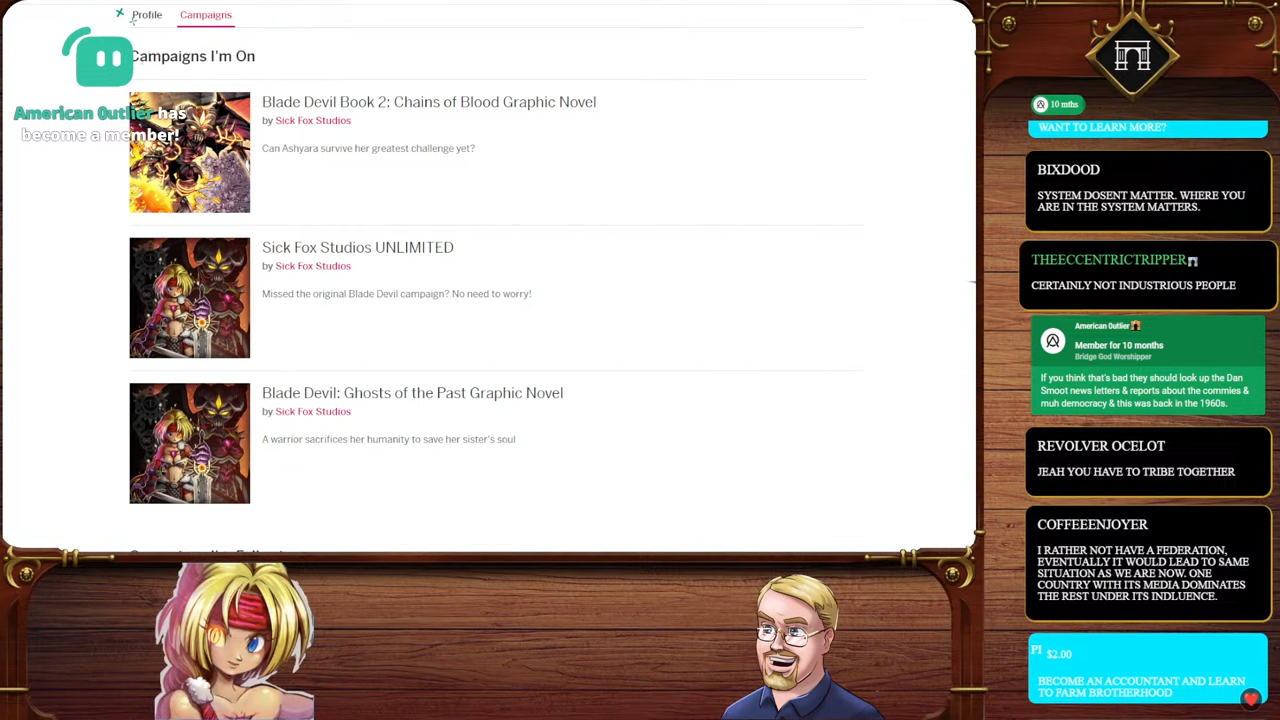 Profile
Campaigns
Campaigns I'm On
American 0utlier has
become a member!
Blade Devil Book 2: Chains of Blood Graphic Novel
by Sick Fox Studios
Can Ashyara survive her greatest challenge yet?
Sick Fox Studios UNLIMITED
by Sick Fox Studios
Missed the original Blade Devil campaign? No need to worry!
Blade Devil: Ghosts of the Past Graphic Novel
by Sick Fox Studios
A warrior sacrifices her humanity to save her sister's soul
10 mths
WANT TO LEARN MORE?
BIXDOOD
SYSTEM DOSENT MATTER. WHERE YOU
ARE IN THE SYSTEM MATTERS.
THEECCENTRICTRIPPER
CERTAINLY NOT INDUSTRIOUS PEOPLE
American 0utlier
Member for 10 months
Bridge God Worshipper
If you think that's bad they should look up the Dan
Smoot news letters & reports about the commies &
muh democracy & this was back in the 1960s.
REVOLVER OCELOT
JEAH YOU HAVE TO TRIBE TOGETHER
COFFEEENJOYER
I RATHER NOT HAVE A FEDERATION,
EVENTUALLY IT WOULD LEAD TO SAME
SITUATION AS WE ARE NOW. ONE
COUNTRY WITH ITS MEDIA DOMINATES
THE REST UNDER ITS INDLUENCE.
PI $2.00
BECOME AN ACCOUNTANT AND LEARN
TO FARM BROTHERHOOD